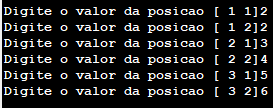 Digite o valor da posicao [ 1 1]2
Digite o valor da posicao [ 1 2]2
Digite o valor da posicao [ 2 1]3
Digite o valor da posicao [ 2 2]4
Digite o valor da posicao [ 3 1]5
Digite o valor da posicao [ 3 2]6